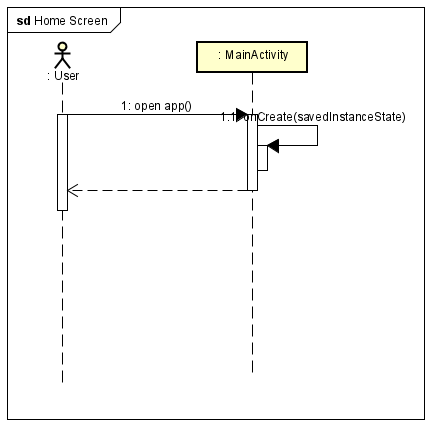 sd Home Screen
: User
: MainActivity
1: open app()
1.1: onCreate(savedInstanceState)